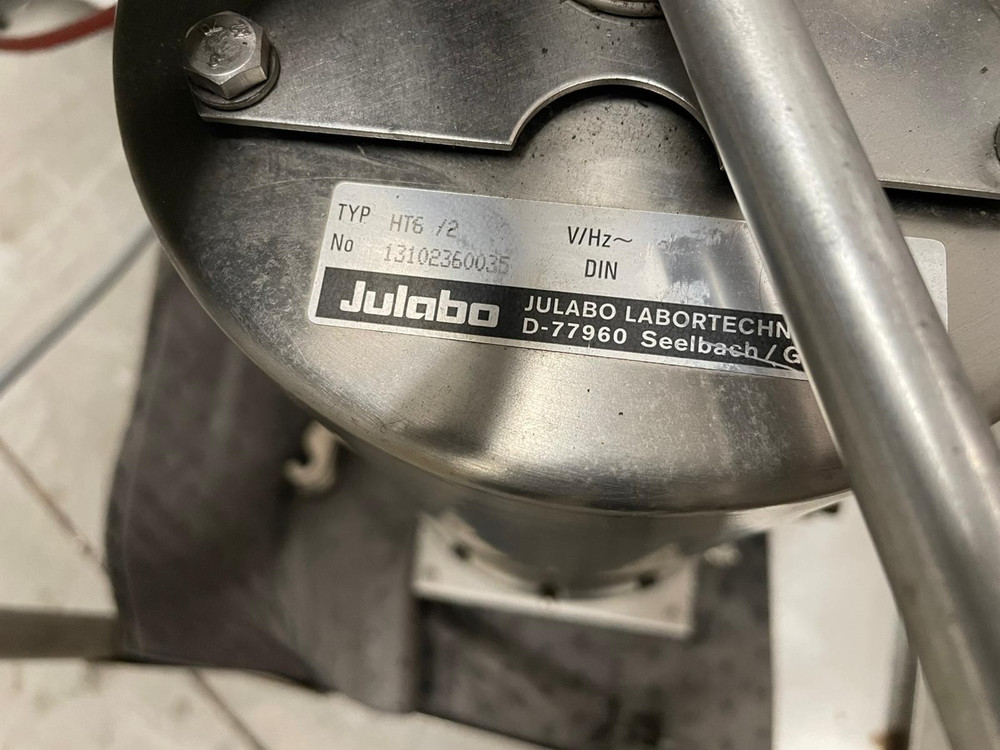 TYP HT6 /2 V/Hz~
No 13102360035 DIN
Julabo
JULABO LABORTECHN
D-77960 Seelbach/G